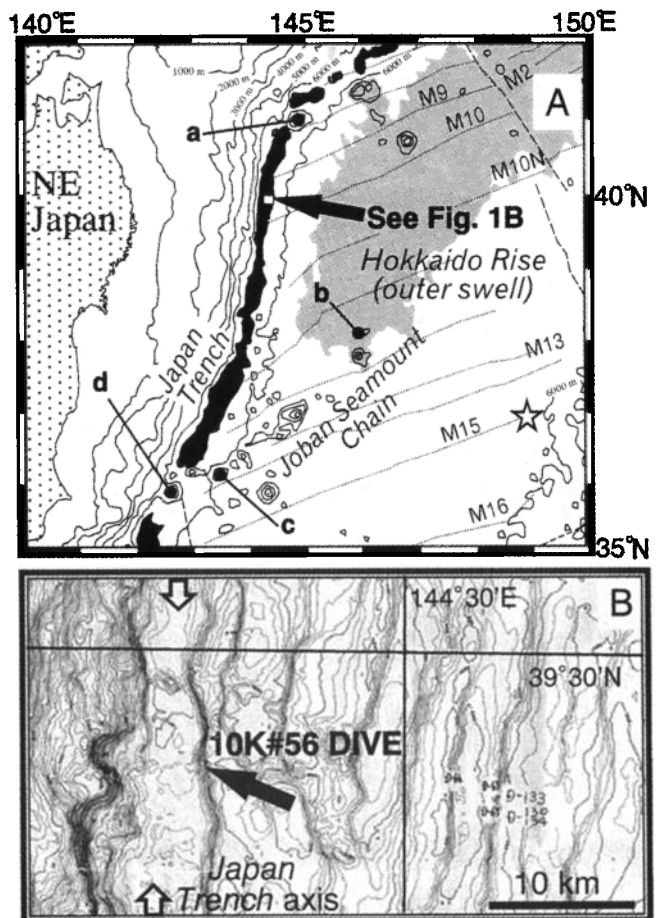 140°E
145°E
150°E
1000 m
2000 m
3000 m
4000 m
5000 m
6000 m
6000 m
M9
M2
A
a
M10
M10N
NE
Japan
40°N
See Fig. 1B
Hokkaido Rise
(outer swell)
b
Japan
Trench
d
M13
6000 m
Joban Seamount
Chain
M15
c
M16
35°N
144°30'E
B
39°30'N
10K#56 DIVE
D-133
Japan
Trench axis
10 km